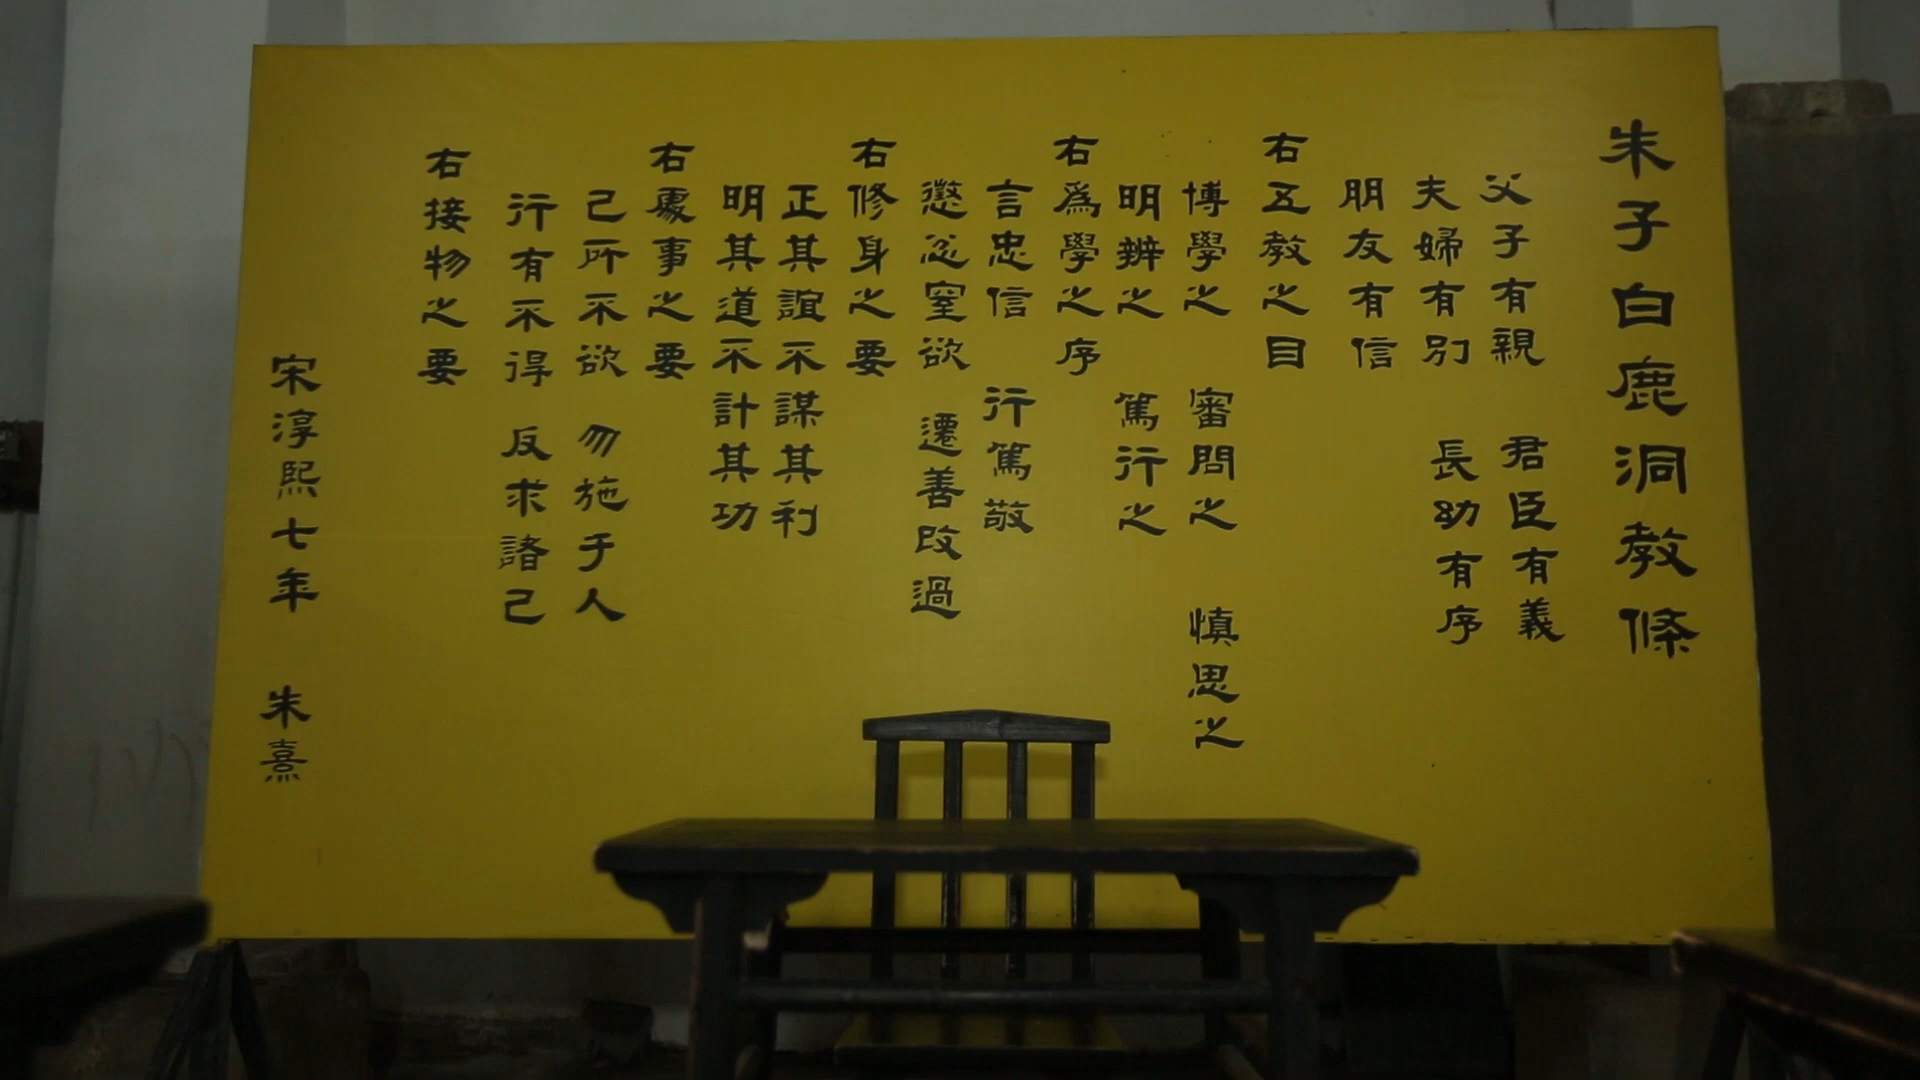 朱子白鹿洞教條
父子有親 君臣有義
夫婦有別 長幼有序
朋友有信
右五教之目
博學之 審問之 慎思之
明辨之 篤行之
右為學之序
言忠信 行篤敬
懲忿窒欲 遷善改過
右修身之要
正其誼不謀其利
明其道不計其功
右處事之要
己所不欲 勿施于人
行有不得 反求諸己
右接物之要
宋淳熙七年 朱熹